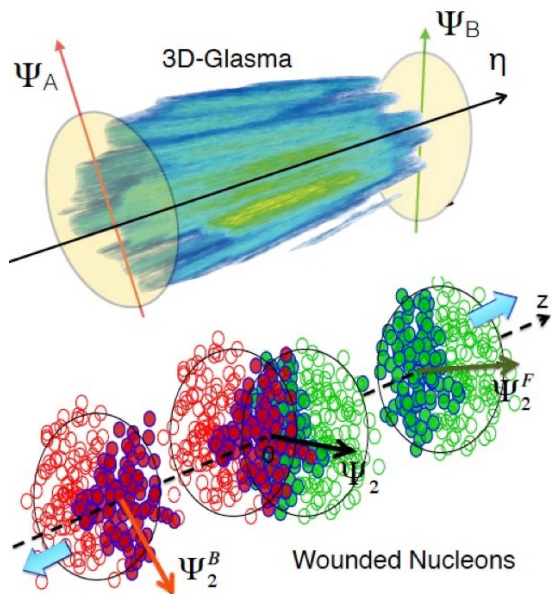 Ψ_A
3D-Glasma
Ψ_B
η
z
Ψ_2^F
0
Ψ_2
Ψ_2^B
Wounded Nucleons